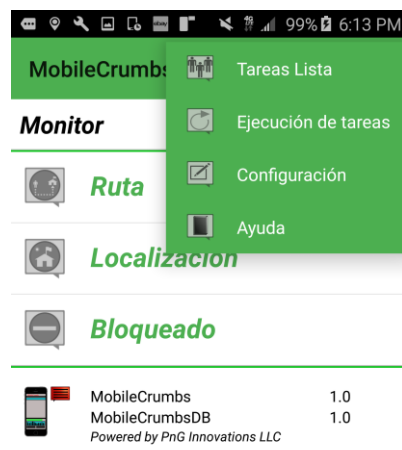 99% 6:13 PM
MobileCrumbs
Tareas Lista
Monitor
Ejecución de tareas
Ruta
Configuración
Ayuda
Localización
Bloqueado
MobileCrumbs 1.0
MobileCrumbsDB 1.0
Powered by PnG Innovations LLC